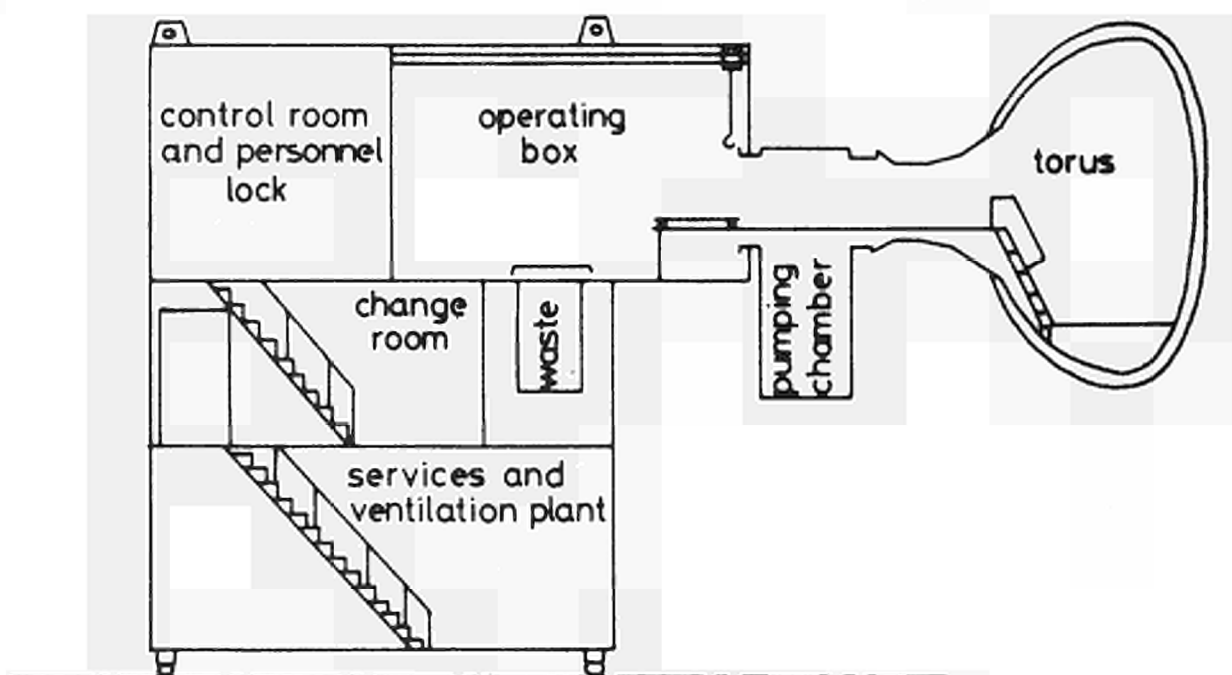 control room
and personnel
lock
operating
box
torus
change
room
waste
pumping
chamber
services and
ventilation plant